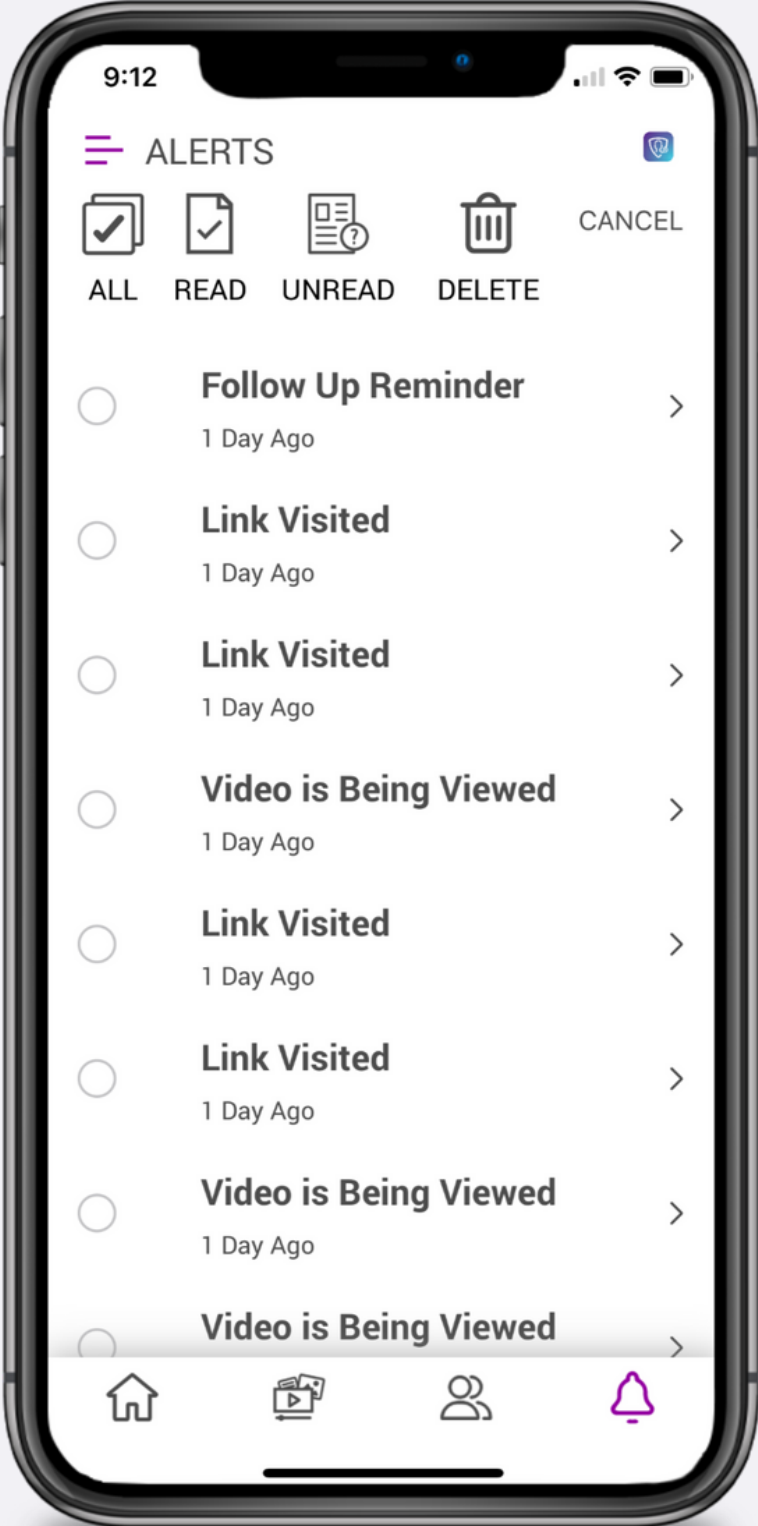 9:12
ALERTS
CANCEL
ALL READ UNREAD DELETE
Follow Up Reminder
1 Day Ago
Link Visited
1 Day Ago
Link Visited
1 Day Ago
Video is Being Viewed
1 Day Ago
Link Visited
1 Day Ago
Link Visited
1 Day Ago
Video is Being Viewed
1 Day Ago
Video is Being Viewed